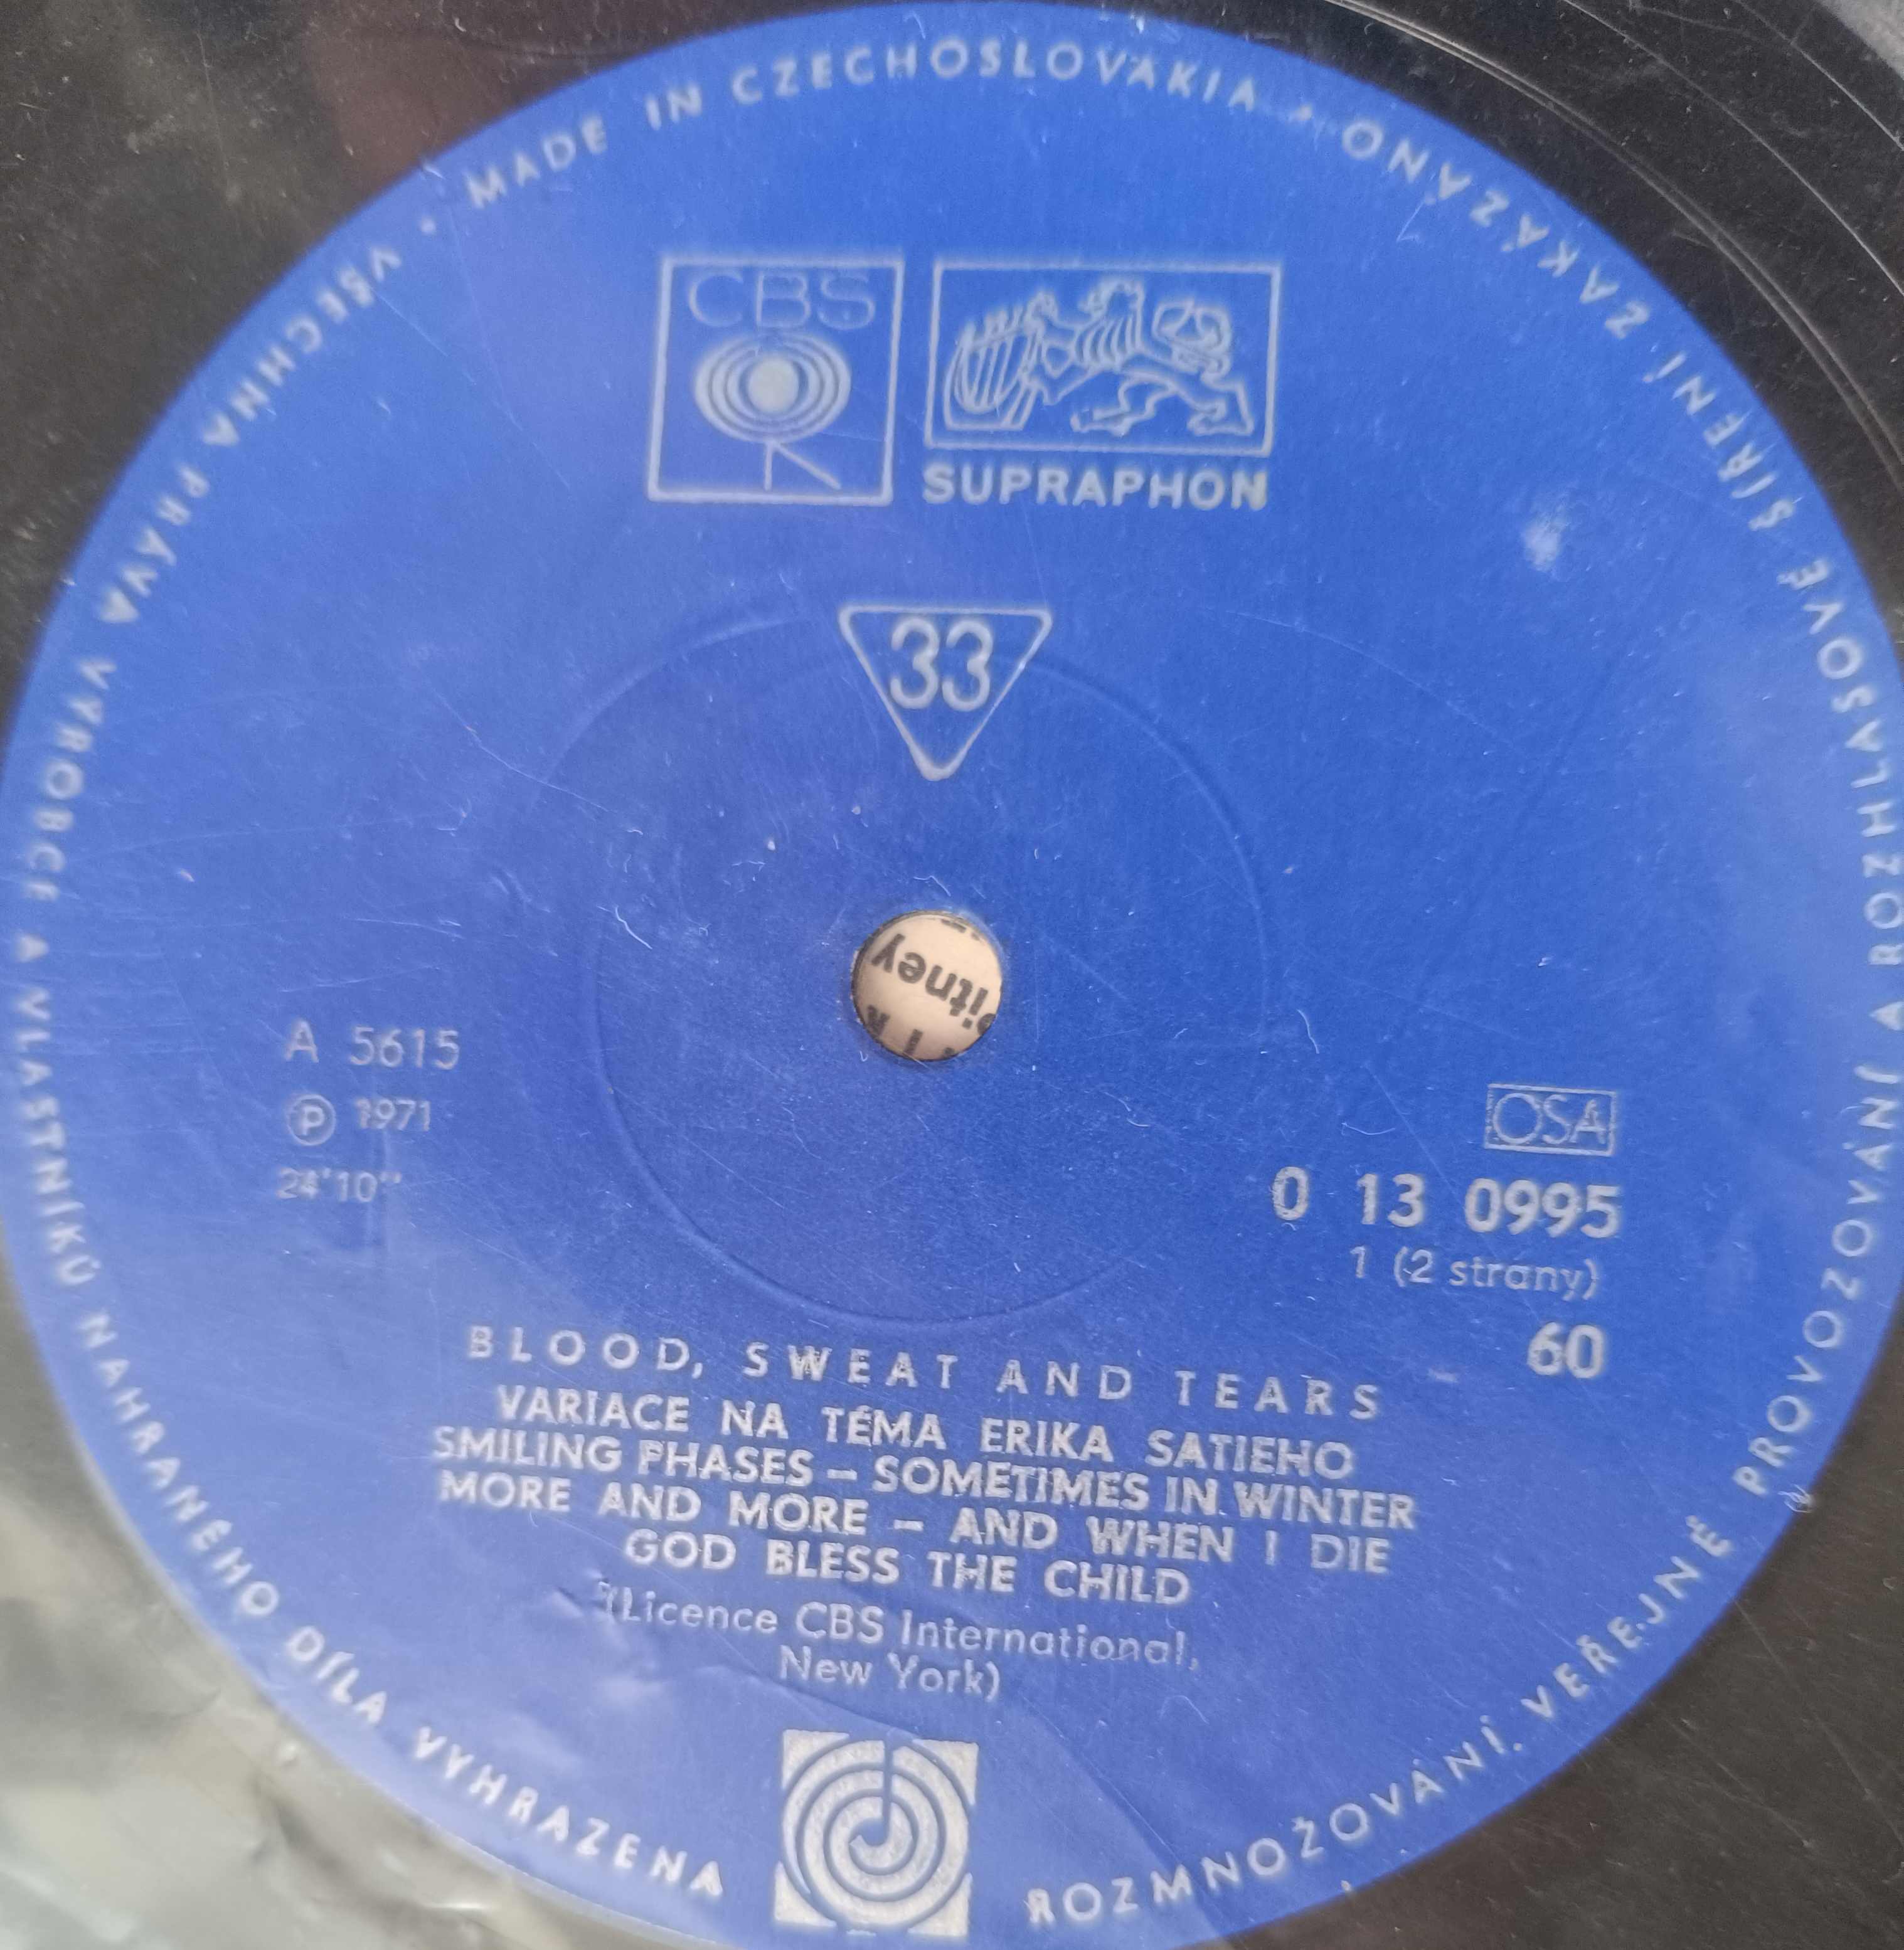 VŠECHNA PRÁVA VÝROBCE A VLASTNÍKŮ NAHRANÉHO DÍLA VYHRAZENA
• MADE IN CZECHOSLOVAKIA •
ROZMNOŽOVÁNÍ, VEŘEJNÉ PROVOZOVÁNÍ A ROZHLASOVÉ ŠÍŘENÍ ZAKÁZÁNO
CBS
SUPRAPHON
33
itney
A 5615
Ⓟ 1971
24'10"
OSA
0 13 0995
1 (2 strany)
60
BLOOD, SWEAT AND TEARS
VARIACE NA TÉMA ERIKA SATIEHO
SMILING PHASES – SOMETIMES IN WINTER
MORE AND MORE – AND WHEN I DIE
GOD BLESS THE CHILD
(Licence CBS International,
New York)